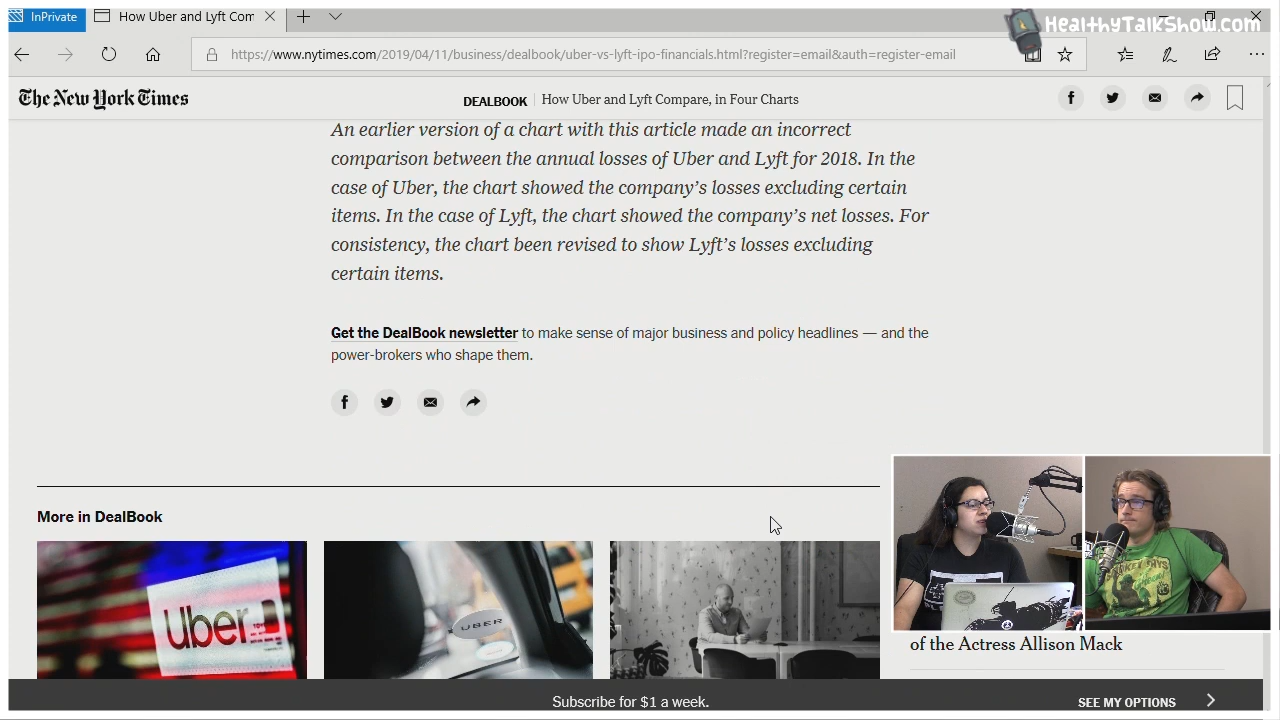 InPrivate
How Uber and Lyft Com
HealthyTalkShow.com
https://www.nytimes.com/2019/04/11/business/dealbook/uber-vs-lyft-ipo-financials.html?register=email&auth=register-email
The New York Times
DEALBOOK
How Uber and Lyft Compare, in Four Charts
An earlier version of a chart with this article made an incorrect
comparison between the annual losses of Uber and Lyft for 2018. In the
case of Uber, the chart showed the company's losses excluding certain
items. In the case of Lyft, the chart showed the company's net losses. For
consistency, the chart been revised to show Lyft's losses excluding
certain items.
Get the DealBook newsletter to make sense of major business and policy headlines — and the
power-brokers who shape them.
More in DealBook
Uber
UBER
of the Actress Allison Mack
Subscribe for $1 a week.
SEE MY OPTIONS